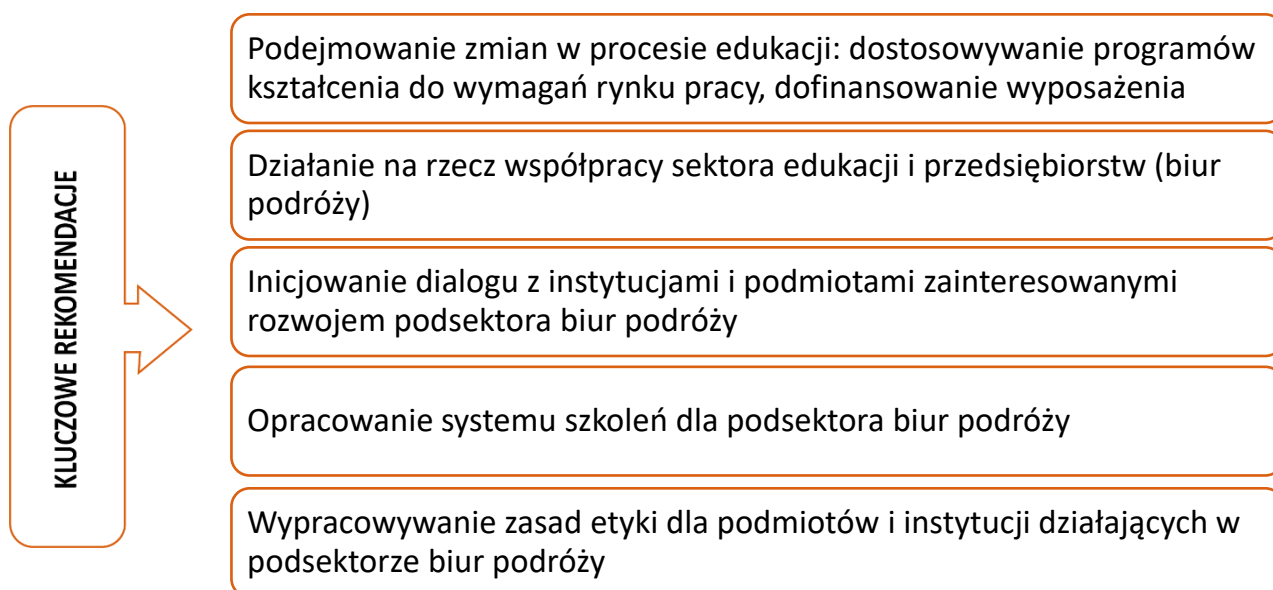 KLUCZOWE REKOMENDACJE
Podejmowanie zmian w procesie edukacji: dostosowywanie programów
kształcenia do wymagań rynku pracy, dofinansowanie wyposażenia
Działanie na rzecz współpracy sektora edukacji i przedsiębiorstw (biur
podróży)
Inicjowanie dialogu z instytucjami i podmiotami zainteresowanymi
rozwojem podsektora biur podróży
Opracowanie systemu szkoleń dla podsektora biur podróży
Wypracowywanie zasad etyki dla podmiotów i instytucji działających w
podsektorze biur podróży